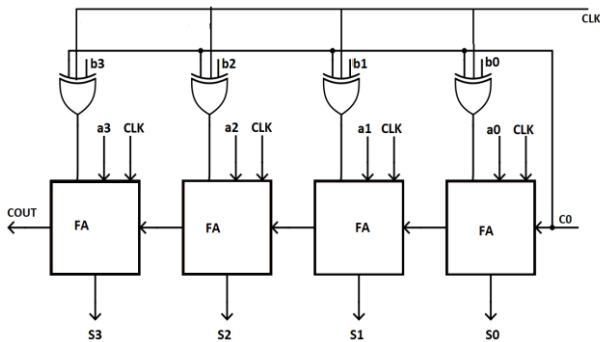 CLK
b3 b2 b1 b0
a3 CLK a2 CLK a1 CLK a0 CLK
COUT FA FA FA FA C0
S3 S2 S1 S0